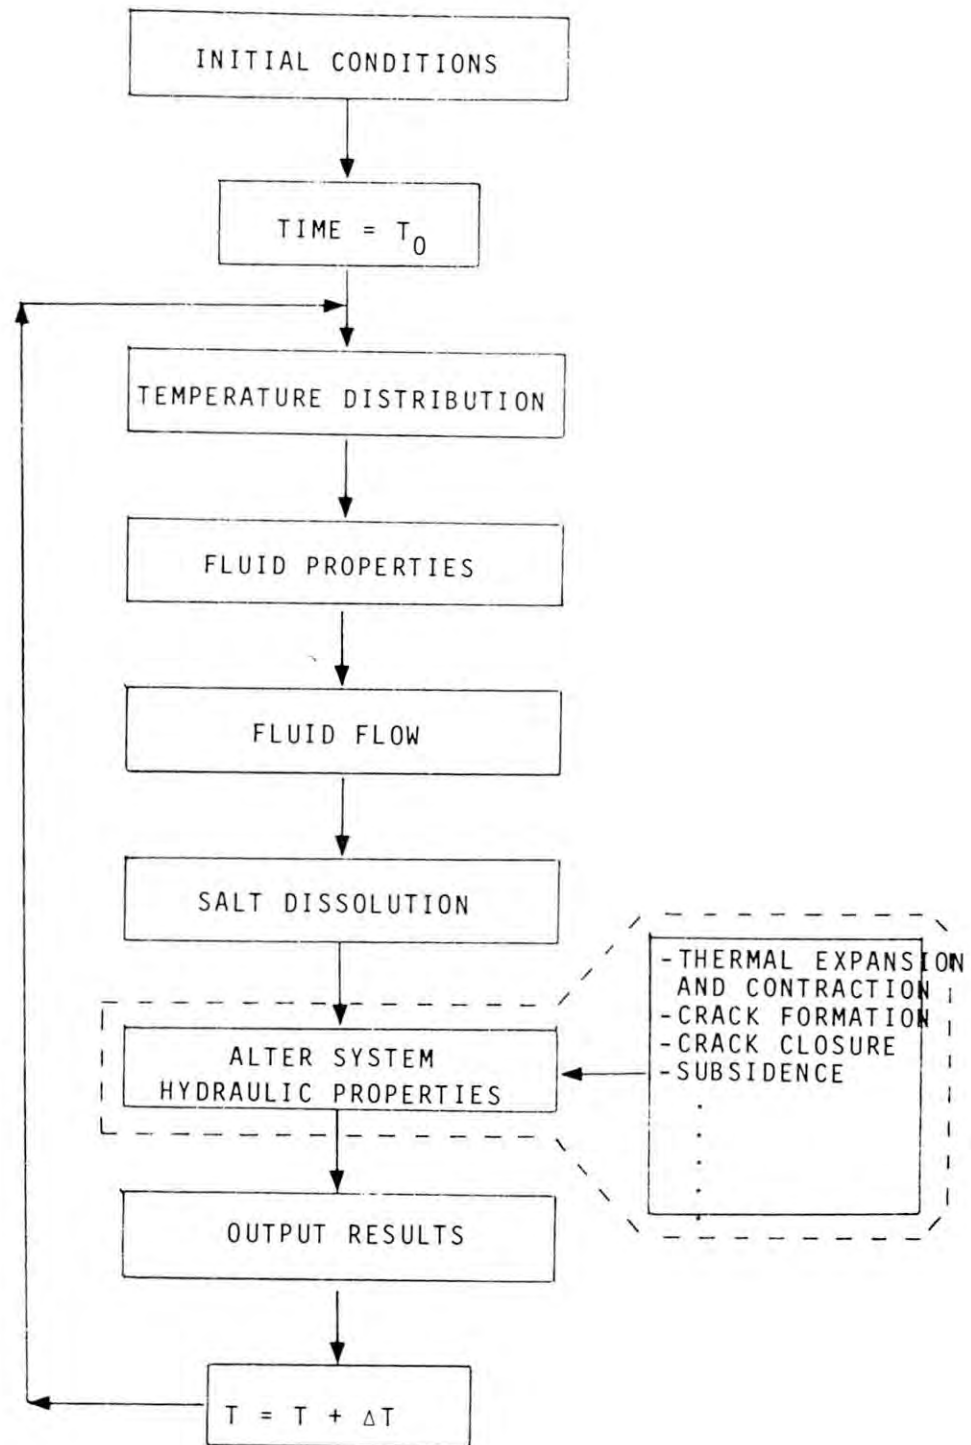 INITIAL CONDITIONS
TIME = T0
TEMPERATURE DISTRIBUTION
FLUID PROPERTIES
FLUID FLOW
SALT DISSOLUTION
-THERMAL EXPANSION
AND CONTRACTION
-CRACK FORMATION
-CRACK CLOSURE
-SUBSIDENCE
ALTER SYSTEM
HYDRAULIC PROPERTIES
OUTPUT RESULTS
T = T + ΔT